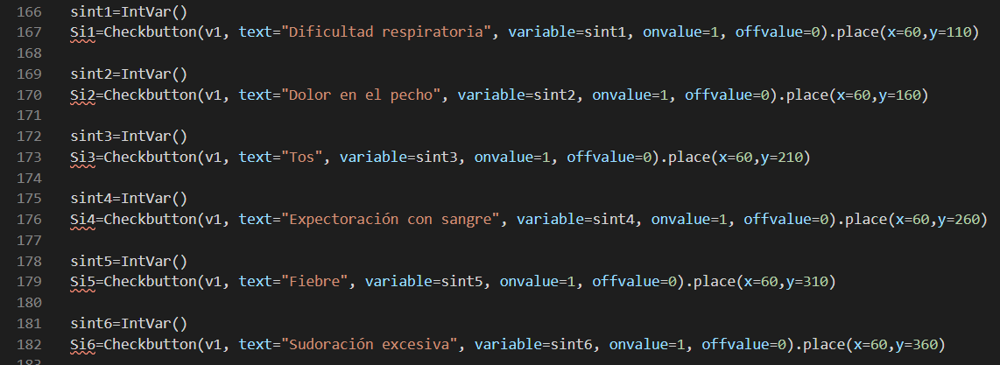 166 sint1=IntVar()
167 Si1=Checkbutton(v1, text="Dificultad respiratoria", variable=sint1, onvalue=1, offvalue=0).place(x=60,y=110)
168
169 sint2=IntVar()
170 Si2=Checkbutton(v1, text="Dolor en el pecho", variable=sint2, onvalue=1, offvalue=0).place(x=60,y=160)
171
172 sint3=IntVar()
173 Si3=Checkbutton(v1, text="Tos", variable=sint3, onvalue=1, offvalue=0).place(x=60,y=210)
174
175 sint4=IntVar()
176 Si4=Checkbutton(v1, text="Expectoración con sangre", variable=sint4, onvalue=1, offvalue=0).place(x=60,y=260)
177
178 sint5=IntVar()
179 Si5=Checkbutton(v1, text="Fiebre", variable=sint5, onvalue=1, offvalue=0).place(x=60,y=310)
180
181 sint6=IntVar()
182 Si6=Checkbutton(v1, text="Sudoración excesiva", variable=sint6, onvalue=1, offvalue=0).place(x=60,y=360)
183